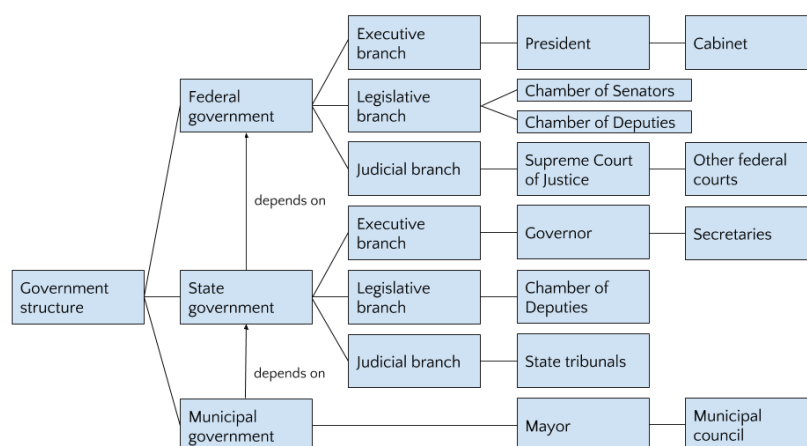 Executive
branch
President
Cabinet
Federal
government
Legislative
branch
Chamber of Senators
Chamber of Deputies
Judicial branch
Supreme Court
of Justice
Other federal
courts
depends on
Executive
branch
Governor
Secretaries
Government
structure
State
government
Legislative
branch
Chamber of
Deputies
Judicial branch
State tribunals
depends on
Municipal
government
Mayor
Municipal
council